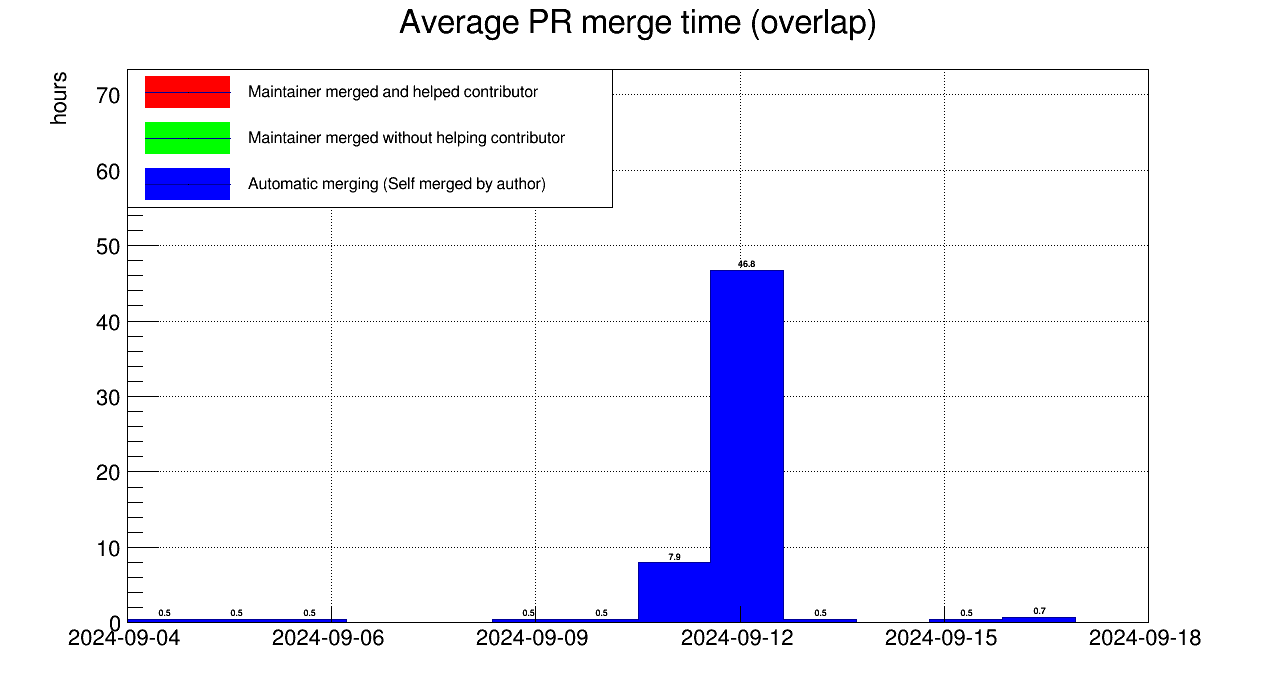 Average PR merge time (overlap)
hours
70
60
50
40
30
20
10
0
Maintainer merged and helped contributor
Maintainer merged without helping contributor
Automatic merging (Self merged by author)
46.8
7.9
0.5 0.5 0.5 0.5 0.5 0.5 0.5 0.7
2024-09-04 2024-09-06 2024-09-09 2024-09-12 2024-09-15 2024-09-18